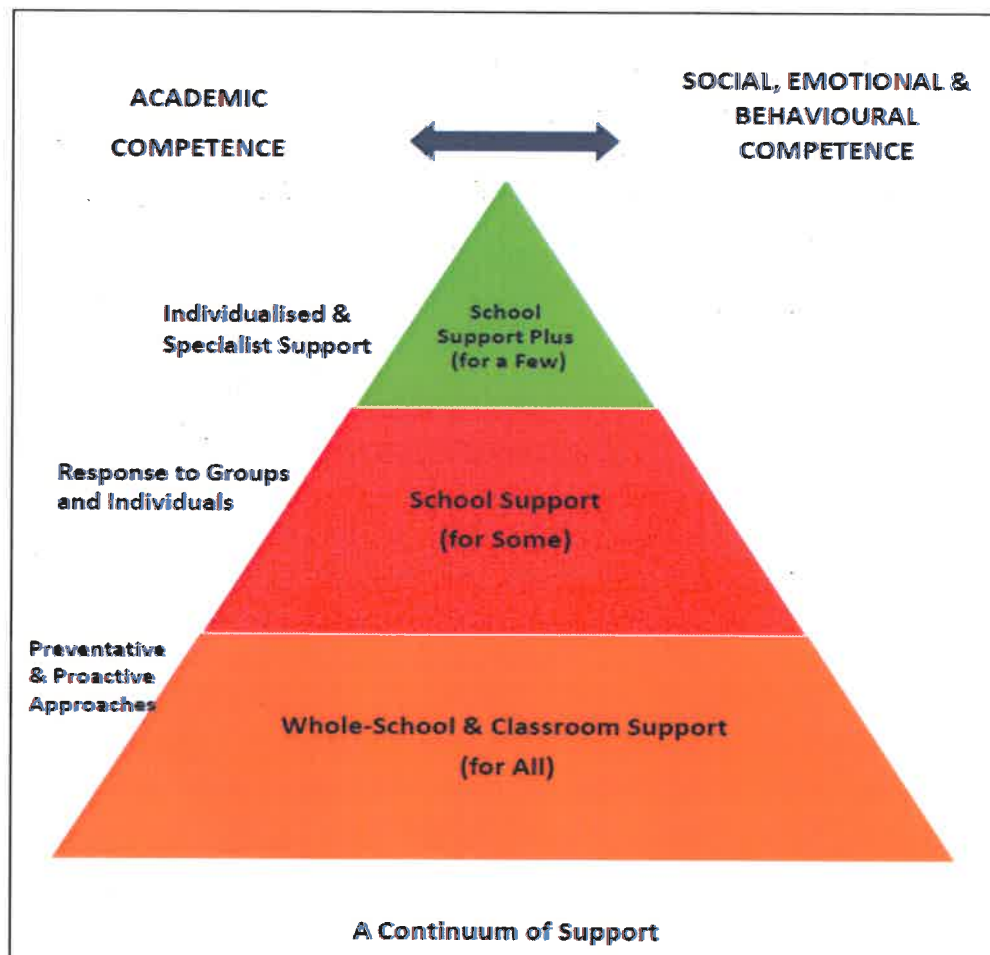 ACADEMIC
COMPETENCE
SOCIAL, EMOTIONAL &
BEHAVIOURAL
COMPETENCE
Individualised &
Specialist Support
School
Support Plus
(for a Few)
Response to Groups
and Individuals
School Support
(for Some)
Preventative
& Proactive
Approaches
Whole-School & Classroom Support
(for All)
A Continuum of Support